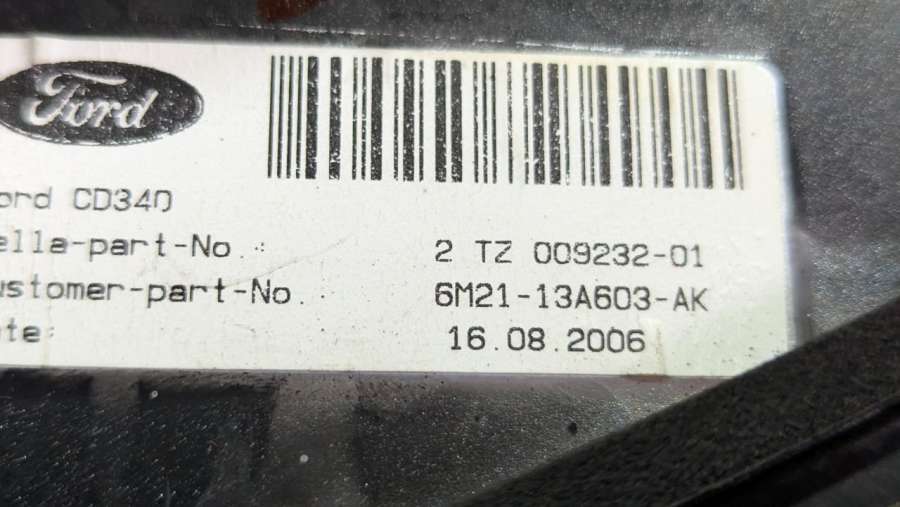 Ford
ord CD340
ella-part-No.:
ustomer-part-No.
te:
2 TZ 009232-01
6M21-13A603-AK
16.08.2006